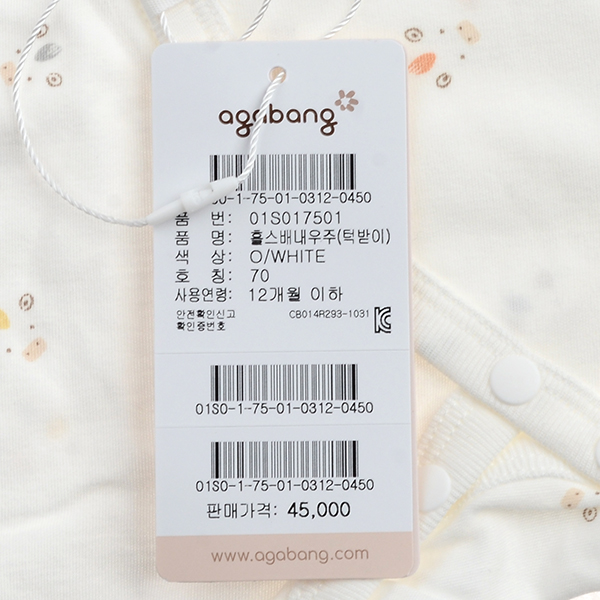 agabang
01S0-1-75-01-0312-0450
품 번: 01S017501
품 명: 홀스배내우주(턱받이)
색 상: O/WHITE
호 칭: 70
사용연령: 12개월 이하
안전확인신고
확인증번호
CB014R293-1031
01S0-1-75-01-0312-0450
01S0-1-75-01-0312-0450
판매가격: 45,000
www.agabang.com